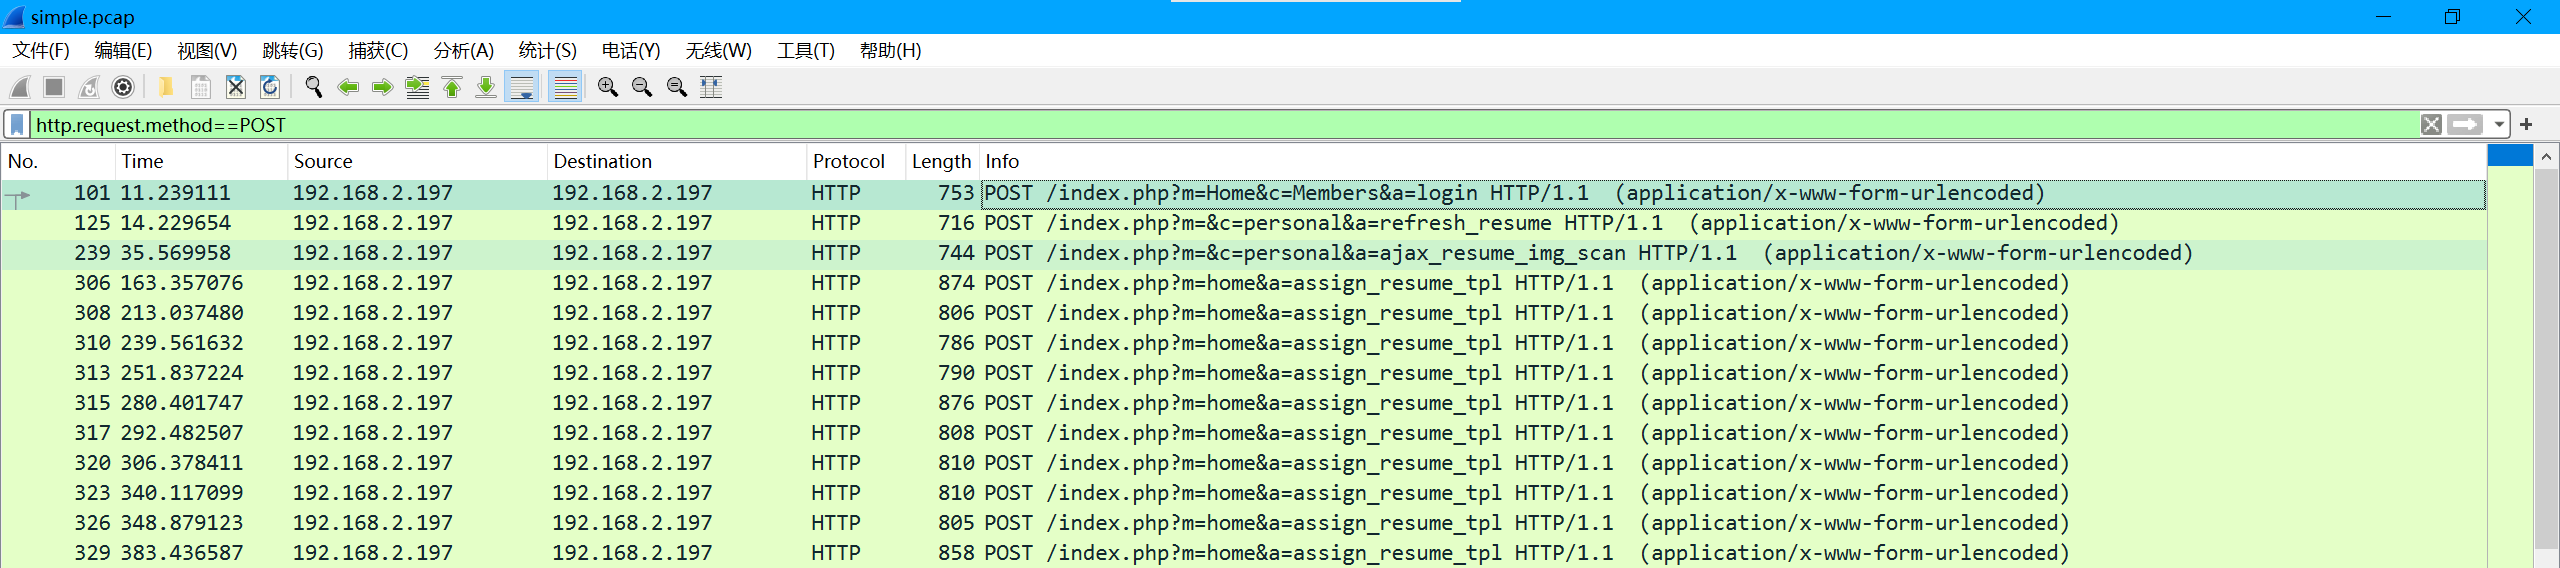 simple.pcap
文件(F) 编辑(E) 视图(V) 跳转(G) 捕获(C) 分析(A) 统计(S) 电话(Y) 无线(W) 工具(T) 帮助(H)
http.request.method==POST
No. Time Source Destination Protocol Length Info
101 11.239111 192.168.2.197 192.168.2.197 HTTP 753 POST /index.php?m=Home&c=Members&a=login HTTP/1.1 (application/x-www-form-urlencoded)
125 14.229654 192.168.2.197 192.168.2.197 HTTP 716 POST /index.php?m=&c=personal&a=refresh_resume HTTP/1.1 (application/x-www-form-urlencoded)
239 35.569958 192.168.2.197 192.168.2.197 HTTP 744 POST /index.php?m=&c=personal&a=ajax_resume_img_scan HTTP/1.1 (application/x-www-form-urlencoded)
306 163.357076 192.168.2.197 192.168.2.197 HTTP 874 POST /index.php?m=home&a=assign_resume_tpl HTTP/1.1 (application/x-www-form-urlencoded)
308 213.037480 192.168.2.197 192.168.2.197 HTTP 806 POST /index.php?m=home&a=assign_resume_tpl HTTP/1.1 (application/x-www-form-urlencoded)
310 239.561632 192.168.2.197 192.168.2.197 HTTP 786 POST /index.php?m=home&a=assign_resume_tpl HTTP/1.1 (application/x-www-form-urlencoded)
313 251.837224 192.168.2.197 192.168.2.197 HTTP 790 POST /index.php?m=home&a=assign_resume_tpl HTTP/1.1 (application/x-www-form-urlencoded)
315 280.401747 192.168.2.197 192.168.2.197 HTTP 876 POST /index.php?m=home&a=assign_resume_tpl HTTP/1.1 (application/x-www-form-urlencoded)
317 292.482507 192.168.2.197 192.168.2.197 HTTP 808 POST /index.php?m=home&a=assign_resume_tpl HTTP/1.1 (application/x-www-form-urlencoded)
320 306.378411 192.168.2.197 192.168.2.197 HTTP 810 POST /index.php?m=home&a=assign_resume_tpl HTTP/1.1 (application/x-www-form-urlencoded)
323 340.117099 192.168.2.197 192.168.2.197 HTTP 810 POST /index.php?m=home&a=assign_resume_tpl HTTP/1.1 (application/x-www-form-urlencoded)
326 348.879123 192.168.2.197 192.168.2.197 HTTP 805 POST /index.php?m=home&a=assign_resume_tpl HTTP/1.1 (application/x-www-form-urlencoded)
329 383.436587 192.168.2.197 192.168.2.197 HTTP 858 POST /index.php?m=home&a=assign_resume_tpl HTTP/1.1 (application/x-www-form-urlencoded)